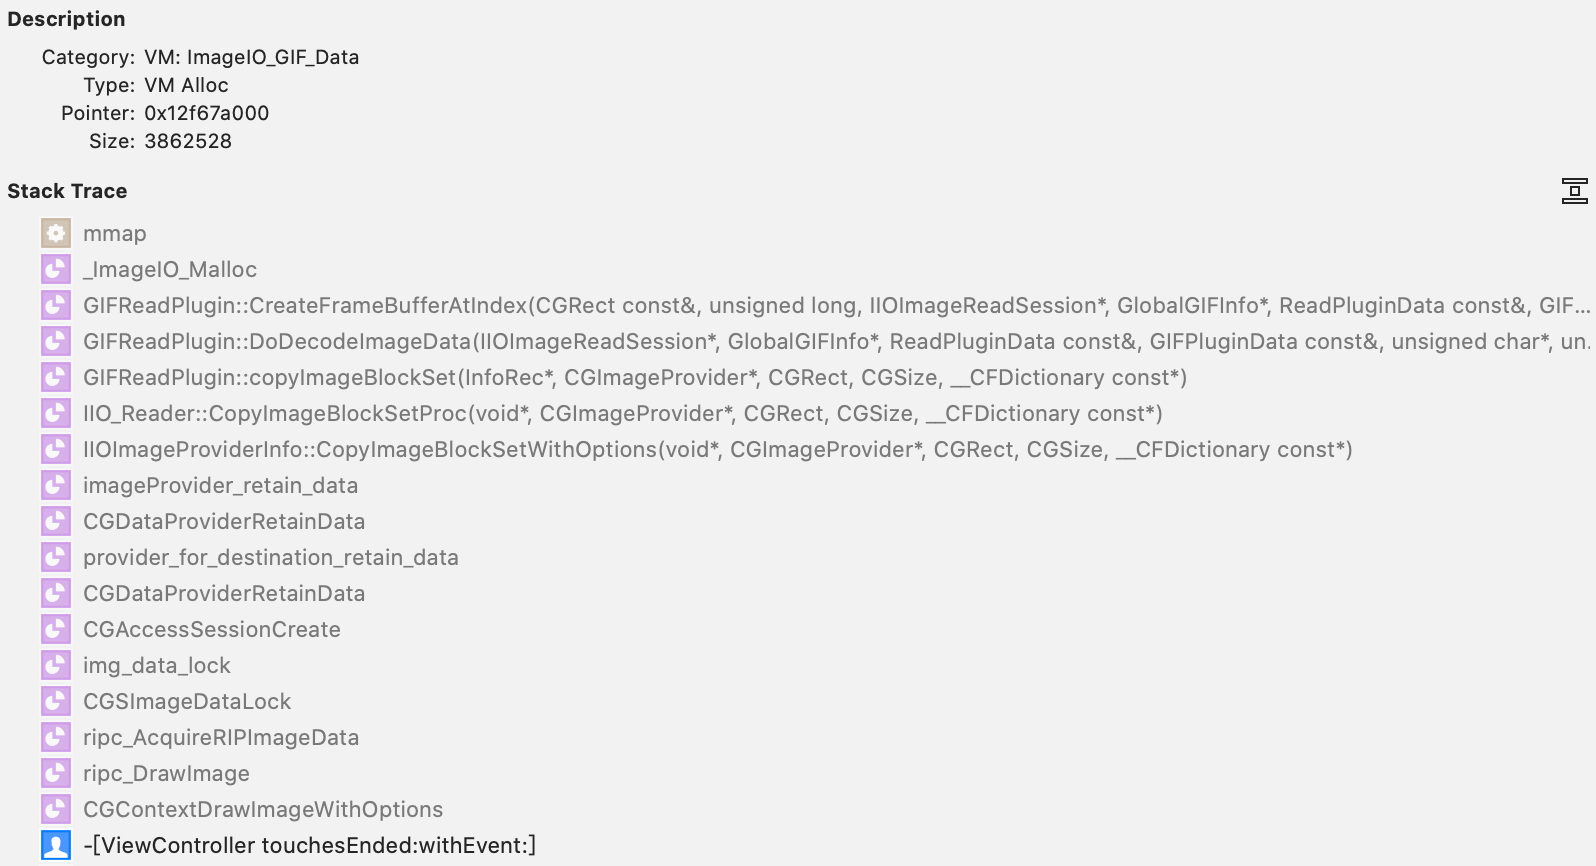 Description
Category: VM: ImageIO_GIF_Data
Type: VM Alloc
Pointer: 0x12f67a000
Size: 3862528
Stack Trace
mmap
_ImageIO_Malloc
GIFReadPlugin::CreateFrameBufferAtIndex(CGRect const&, unsigned long, IIOImageReadSession*, GlobalGIFInfo*, ReadPluginData const&, GIF...
GIFReadPlugin::DoDecodeImageData(IIOImageReadSession*, GlobalGIFInfo*, ReadPluginData const&, GIFPluginData const&, unsigned char*, un.
GIFReadPlugin::copyImageBlockSet(InfoRec*, CGImageProvider*, CGRect, CGSize, __CFDictionary const*)
IIO_Reader::CopyImageBlockSetProc(void*, CGImageProvider*, CGRect, CGSize, __CFDictionary const*)
IIOImageProviderInfo::CopyImageBlockSetWithOptions(void*, CGImageProvider*, CGRect, CGSize, __CFDictionary const*)
imageProvider_retain_data
CGDataProviderRetainData
provider_for_destination_retain_data
CGDataProviderRetainData
CGAccessSessionCreate
img_data_lock
CGSImageDataLock
ripc_AcquireRIPImageData
ripc_DrawImage
CGContextDrawImageWithOptions
-[ViewController touchesEnded:withEvent:]